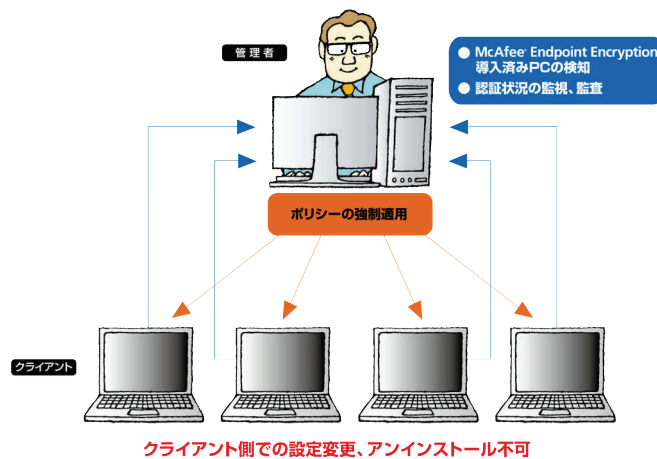 管理者
● McAfee® Endpoint Encryption
導入済みPCの検知
● 認証状況の監視、監査
ポリシーの強制適用
クライアント
クライアント側での設定変更、アンインストール不可